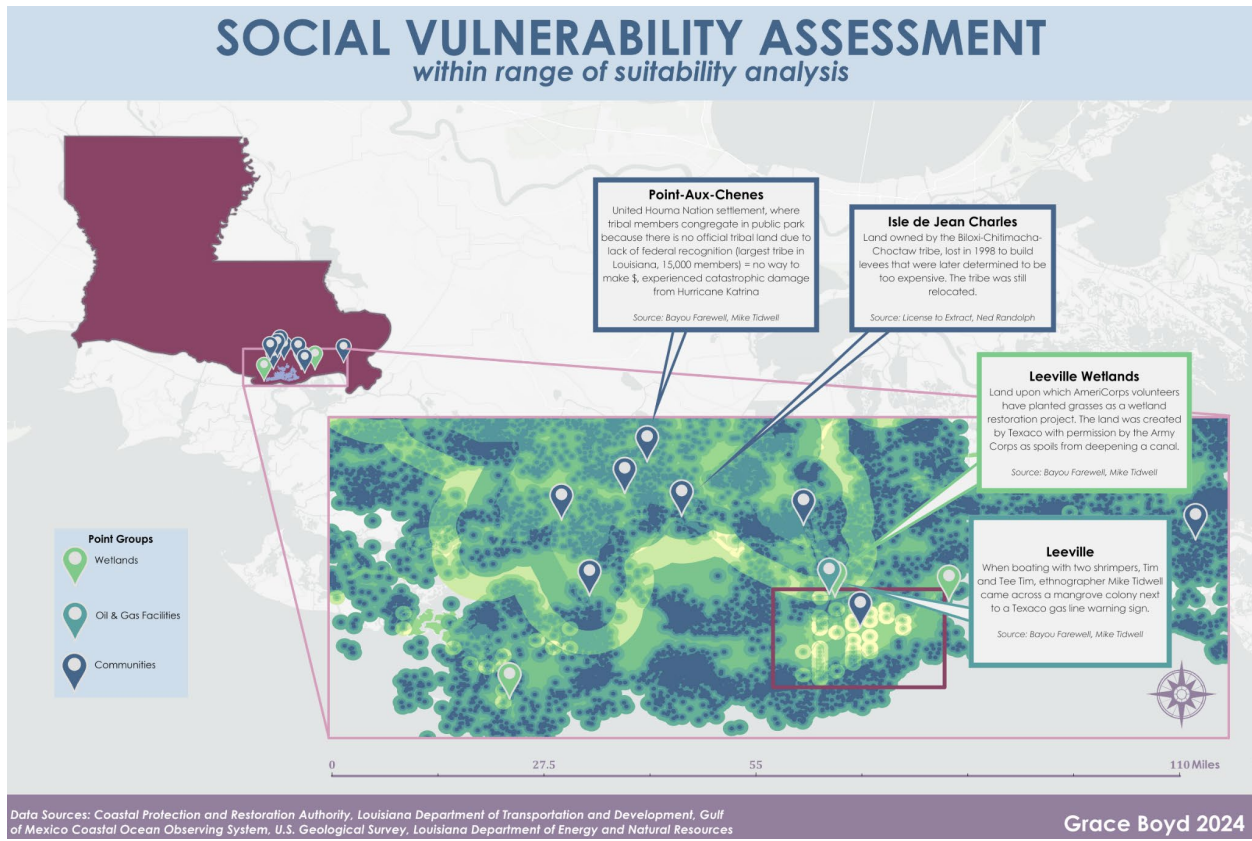 SOCIAL VULNERABILITY ASSESSMENT
within range of suitability analysis
Point-Aux-Chenes
United Houma Nation settlement, where
tribal members congregate in public park
because there is no official tribal land due to
lack of federal recognition (largest tribe in
Louisiana, 15,000 members) = no way to
make $, experienced catastrophic damage
from Hurricane Katrina
Source: Bayou Farewell, Mike Tidwell
Isle de Jean Charles
Land owned by the Biloxi-Chitimacha-
Choctaw tribe, lost in 1998 to build
levees that were later determined to be
too expensive. The tribe was still
relocated.
Source: License to Extract, Ned Randolph
Leeville Wetlands
Land upon which AmeriCorps volunteers
have planted grasses as a wetland
restoration project. The land was created
by Texaco with permission by the Army
Corps as spoils from deepening a canal.
Source: Bayou Farewell, Mike Tidwell
Leeville
When boating with two shrimpers, Tim
and Tee Tim, ethnographer Mike Tidwell
came across a mangrove colony next
to a Texaco gas line warning sign.
Source: Bayou Farewell, Mike Tidwell
Point Groups
Wetlands
Oil & Gas Facilities
Communities
0 27.5 55 110 Miles
Data Sources: Coastal Protection and Restoration Authority, Louisiana Department of Transportation and Development, Gulf
of Mexico Coastal Ocean Observing System, U.S. Geological Survey, Louisiana Department of Energy and Natural Resources
Grace Boyd 2024